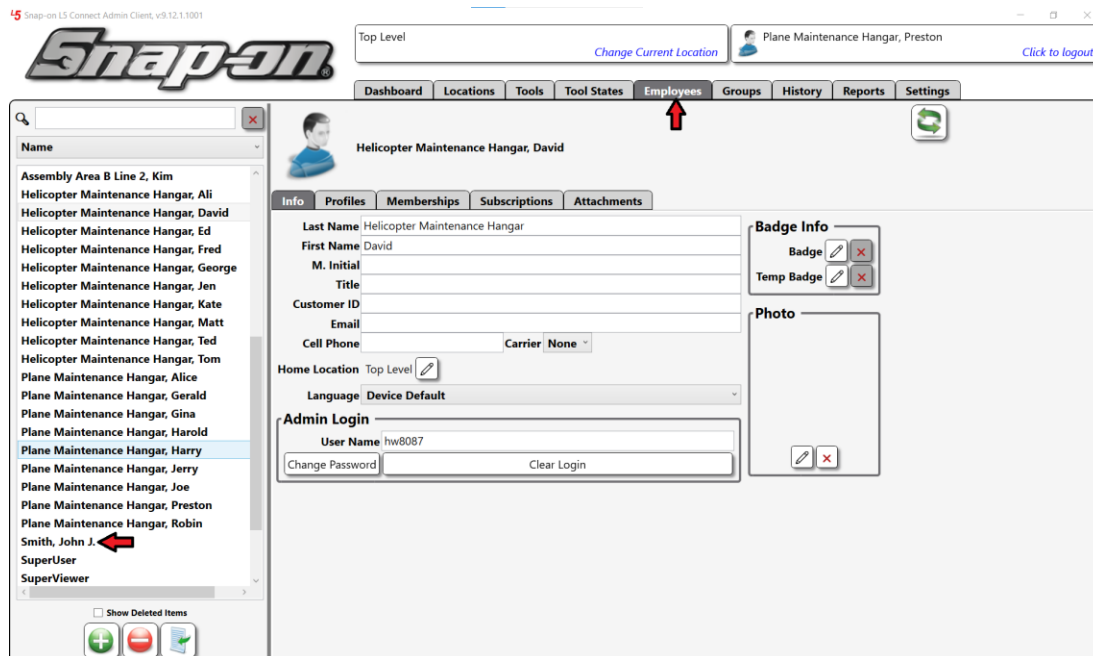 L5 Snap-on L5 Connect Admin Client, v:9.12.1.1001
Snap-on
Top Level
Change Current Location
Plane Maintenance Hangar, Preston
Click to logout
Dashboard Locations Tools Tool States Employees Groups History Reports Settings
Name
Assembly Area B Line 2, Kim
Helicopter Maintenance Hangar, Ali
Helicopter Maintenance Hangar, David
Helicopter Maintenance Hangar, Ed
Helicopter Maintenance Hangar, Fred
Helicopter Maintenance Hangar, George
Helicopter Maintenance Hangar, Jen
Helicopter Maintenance Hangar, Kate
Helicopter Maintenance Hangar, Matt
Helicopter Maintenance Hangar, Ted
Helicopter Maintenance Hangar, Tom
Plane Maintenance Hangar, Alice
Plane Maintenance Hangar, Gerald
Plane Maintenance Hangar, Gina
Plane Maintenance Hangar, Harold
Plane Maintenance Hangar, Harry
Plane Maintenance Hangar, Jerry
Plane Maintenance Hangar, Joe
Plane Maintenance Hangar, Preston
Plane Maintenance Hangar, Robin
Smith, John J.
SuperUser
SuperViewer
Show Deleted Items
Helicopter Maintenance Hangar, David
Info Profiles Memberships Subscriptions Attachments
Last Name Helicopter Maintenance Hangar
First Name David
M. Initial
Title
Customer ID
Email
Cell Phone Carrier None
Home Location Top Level
Language Device Default
Admin Login
User Name hw8087
Change Password Clear Login
Badge Info
Badge
Temp Badge
Photo